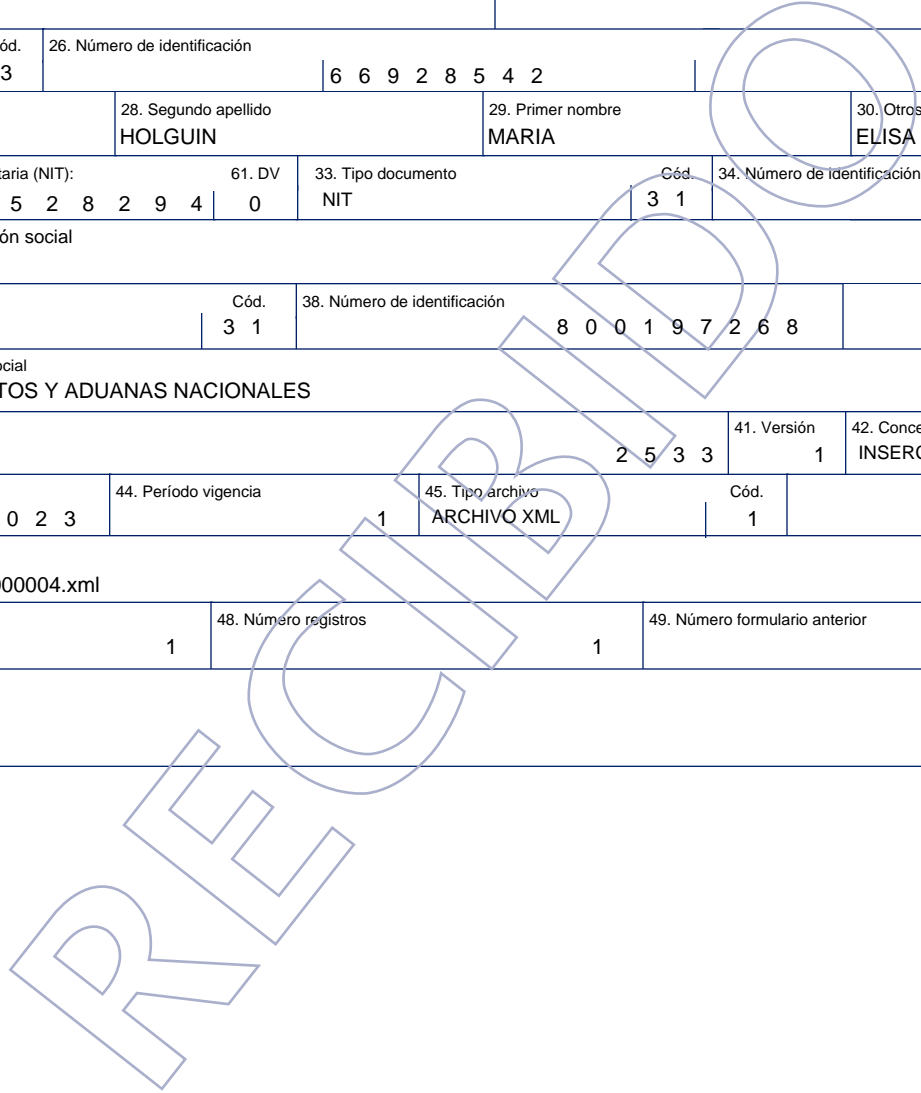 ód. 26. Número de identificación
3 6 6 9 2 8 5 4 2
28. Segundo apellido 29. Primer nombre 30. Otros
HOLGUIN MARIA ELISA
taria (NIT): 61. DV 33. Tipo documento Cód. 34. Número de identificación
5 2 8 2 9 4 0 NIT 3 1
ón social
Cód. 38. Número de identificación
3 1 8 0 0 1 9 7 2 6 8
ocial
TOS Y ADUANAS NACIONALES
41. Versión 42. Conce
2 5 3 3 1 INSERC
44. Período vigencia 45. Tipo archivo Cód.
0 2 3 1 ARCHIVO XML 1
000004.xml
48. Número registros 49. Número formulario anterior
1 1
RECIBIDO